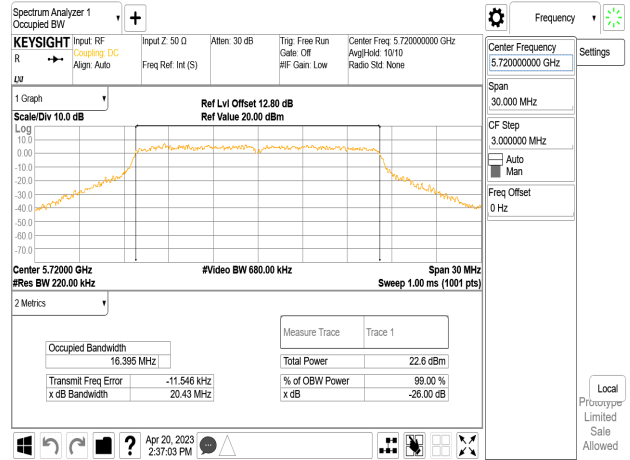 Spectrum Analyzer 1
Occupied BW
Frequency
KEYSIGHT
Input: RF
Coupling: DC
Align: Auto
Input Z: 50 Ω
Freq Ref: Int (S)
Atten: 30 dB
Trig: Free Run
Gate: Off
#IF Gain: Low
Center Freq: 5.720000000 GHz
Avg|Hold: 10/10
Radio Std: None
R
LXI
Center Frequency
5.720000000 GHz
Settings
Span
30.000 MHz
CF Step
3.000000 MHz
Auto
Man
Freq Offset
0 Hz
1 Graph
Ref Lvl Offset 12.80 dB
Scale/Div 10.0 dB
Ref Value 20.00 dBm
Log
10.0
0.00
-10.0
-20.0
-30.0
-40.0
-50.0
-60.0
-70.0
Center 5.72000 GHz
#Video BW 680.00 kHz
Span 30 MHz
#Res BW 220.00 kHz
Sweep 1.00 ms (1001 pts)
2 Metrics
Measure Trace
Trace 1
Occupied Bandwidth
16.395 MHz
Total Power
22.6 dBm
Transmit Freq Error
-11.546 kHz
% of OBW Power
99.00 %
x dB Bandwidth
20.43 MHz
x dB
-26.00 dB
Local
Prototype
Limited
Sale
Allowed
?
Apr 20, 2023
2:37:03 PM